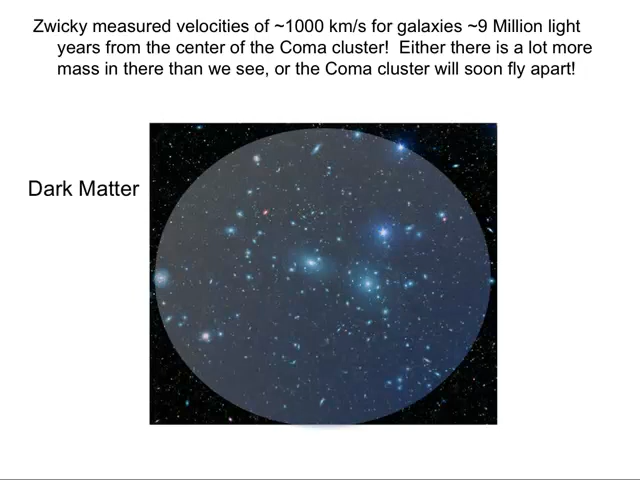 Zwicky measured velocities of ~1000 km/s for galaxies ~9 Million light
years from the center of the Coma cluster! Either there is a lot more
mass in there than we see, or the Coma cluster will soon fly apart!
Dark Matter